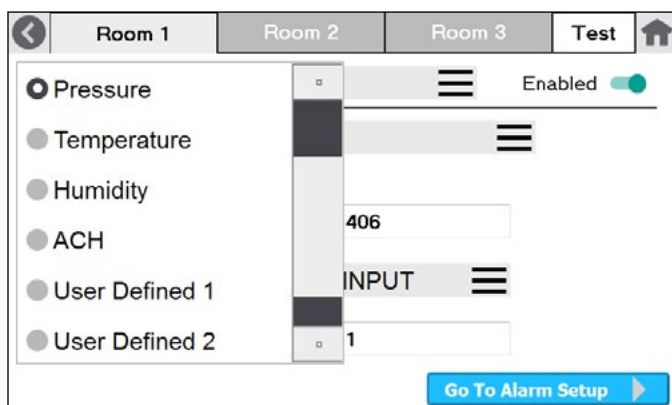 Room 1 Room 2 Room 3 Test
Pressure Enabled
Temperature
Humidity
406
ACH
INPUT
User Defined 1
User Defined 2 1
Go To Alarm Setup